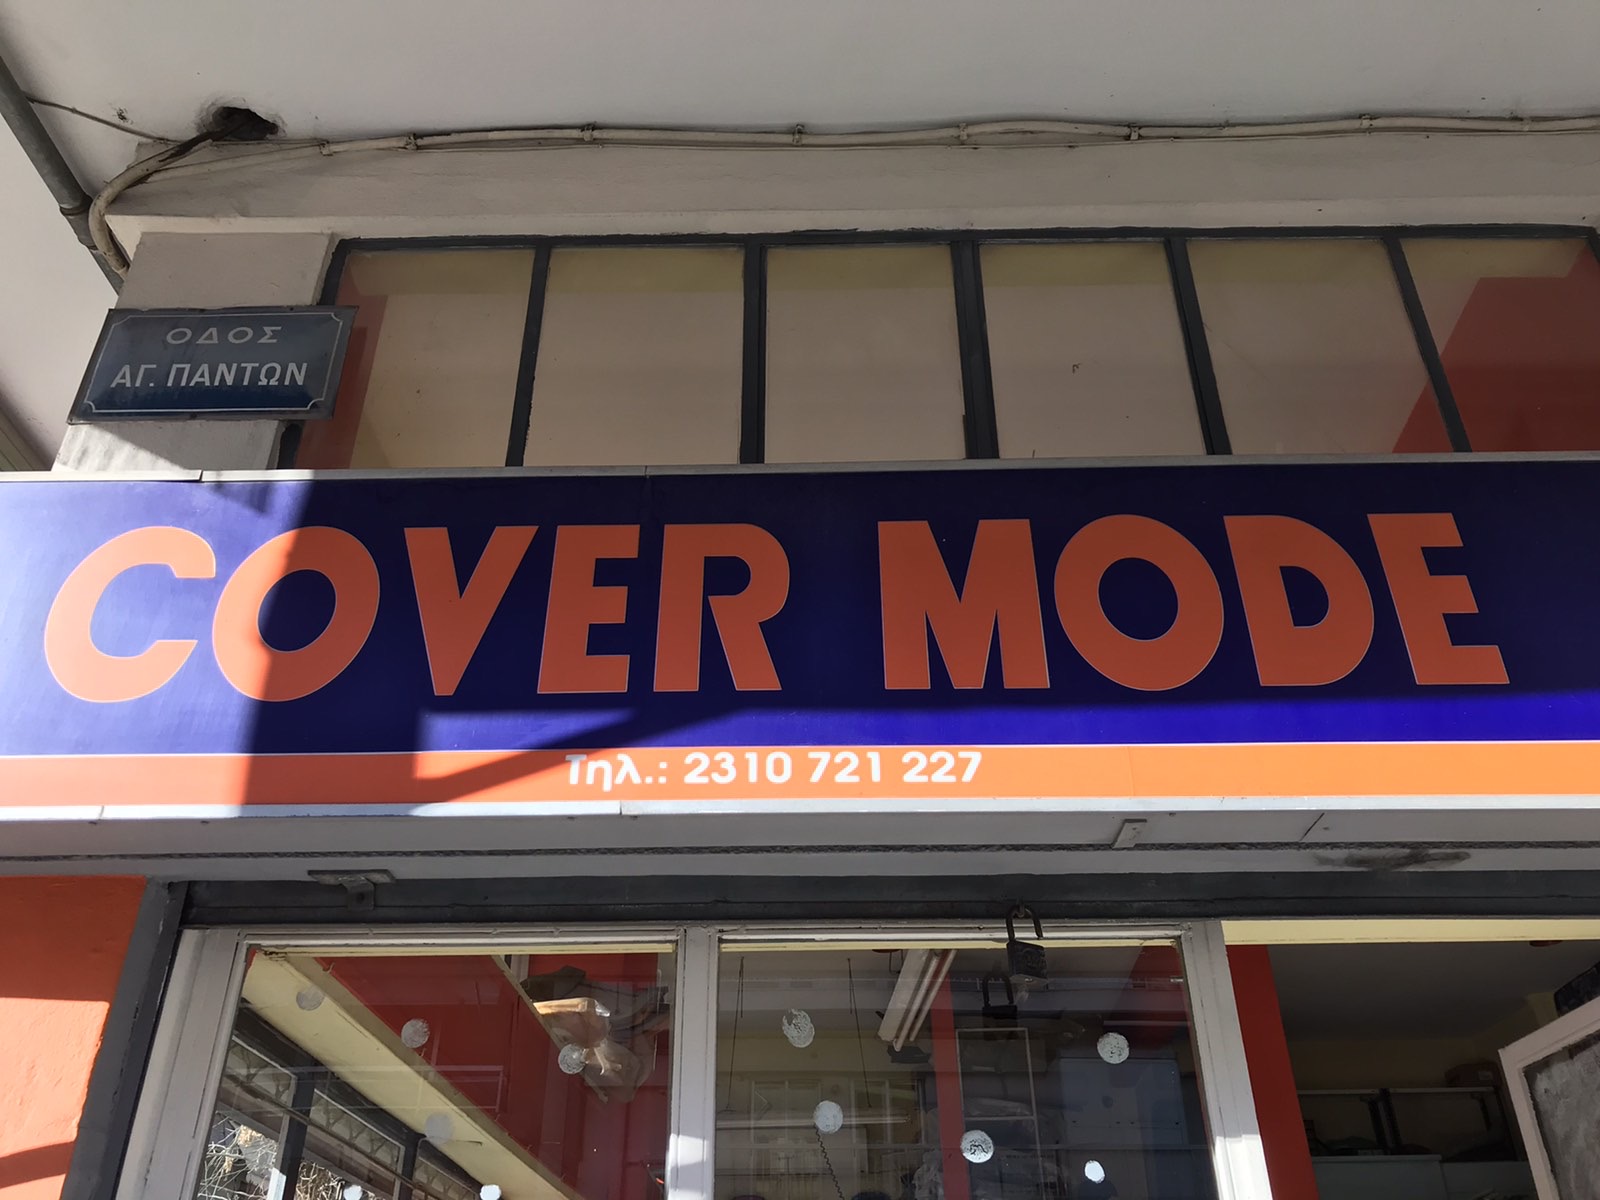 ΟΔΟΣ
ΑΓ. ΠΑΝΤΩΝ
COVER MODE
Τηλ.: 2310 721 227